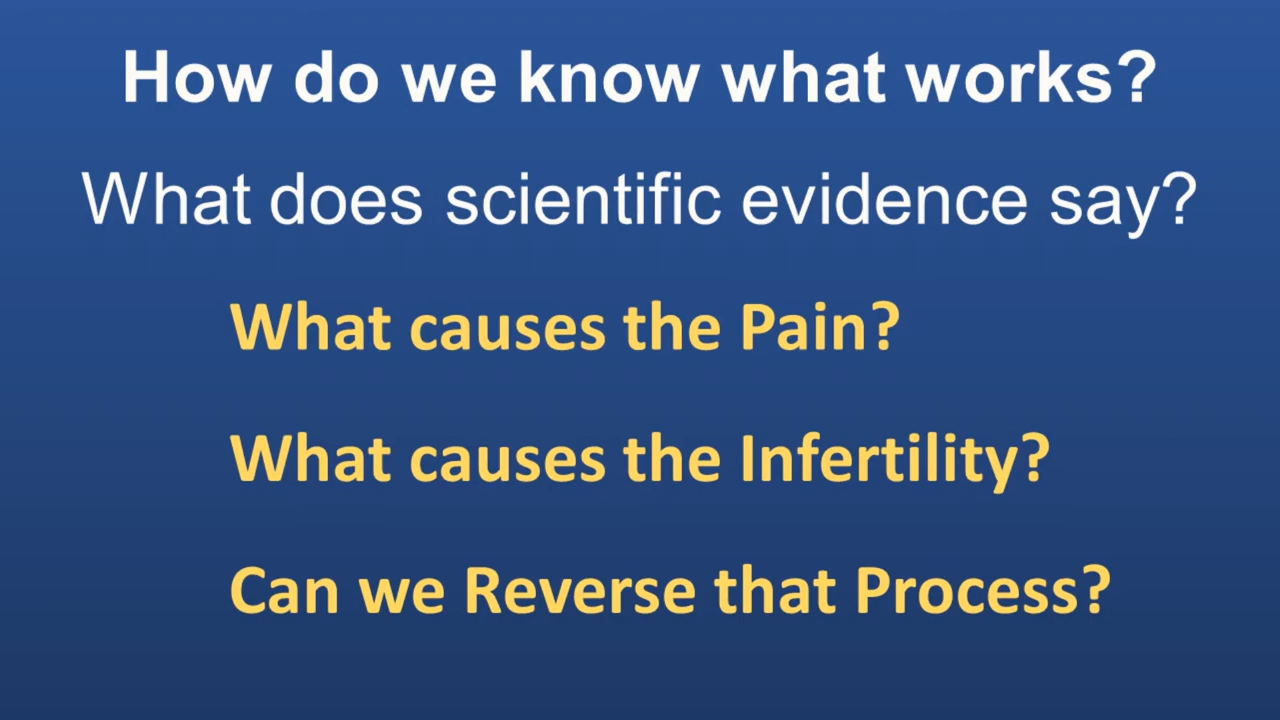 How do we know what works?
What does scientific evidence say?
What causes the Pain?
What causes the Infertility?
Can we Reverse that Process?